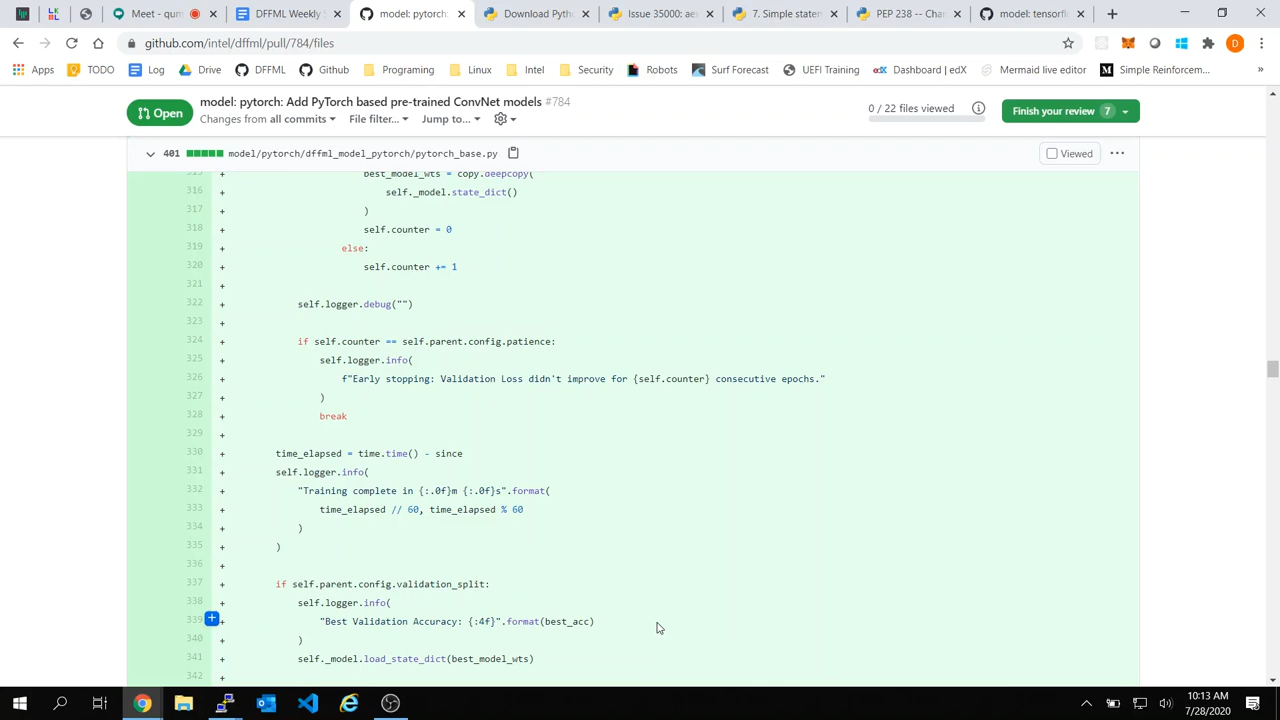 Meet - qum
DFFML Weekly
model: pytorch:
Download Pyth
Issue 35000: aex
7. Simple state
PEP 238 -- Cha
model: tensorfl
github.com/intel/dffml/pull/784/files
D
Apps
TODO
Log
Drive
DFFML
Github
Programing
Linux
Intel
Security
Robots
Surf Forecast
UEFI Training
Dashboard | edX
Mermaid live editor
Simple Reinforcem...
Open
model: pytorch: Add PyTorch based pre-trained ConvNet models #784
Changes from all commits
File filter...
Jump to...
0 / 22 files viewed
Finish your review 7
401 model/pytorch/dffml_model_pytorch/pytorch_base.py
Viewed
315 + best_model_wts = copy.deepcopy(
316 + self._model.state_dict()
317 + )
318 + self.counter = 0
319 + else:
320 + self.counter += 1
321 +
322 + self.logger.debug("")
323 +
324 + if self.counter == self.parent.config.patience:
325 + self.logger.info(
326 + f"Early stopping: Validation Loss didn't improve for {self.counter} consecutive epochs."
327 + )
328 + break
329 +
330 + time_elapsed = time.time() - since
331 + self.logger.info(
332 + "Training complete in {:.0f}m {:.0f}s".format(
333 + time_elapsed // 60, time_elapsed % 60
334 + )
335 + )
336 +
337 + if self.parent.config.validation_split:
338 + self.logger.info(
339 + "Best Validation Accuracy: {:4f}".format(best_acc)
340 + )
341 + self._model.load_state_dict(best_model_wts)
342 +
10:13 AM
7/28/2020